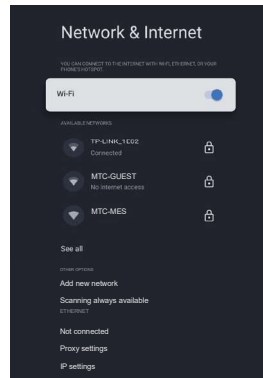 Network & Internet
YOU CAN CONNECT TO THE INTERNET WITH WI-FI, ETHERNET, OR YOUR
PHONE'S HOTSPOT.
Wi-Fi
AVAILABLE NETWORKS
TP-LINK_1E02
Connected
MTC-GUEST
No internet access
MTC-MES
See all
OTHER OPTIONS
Add new network
Scanning always available
ETHERNET
Not connected
Proxy settings
IP settings